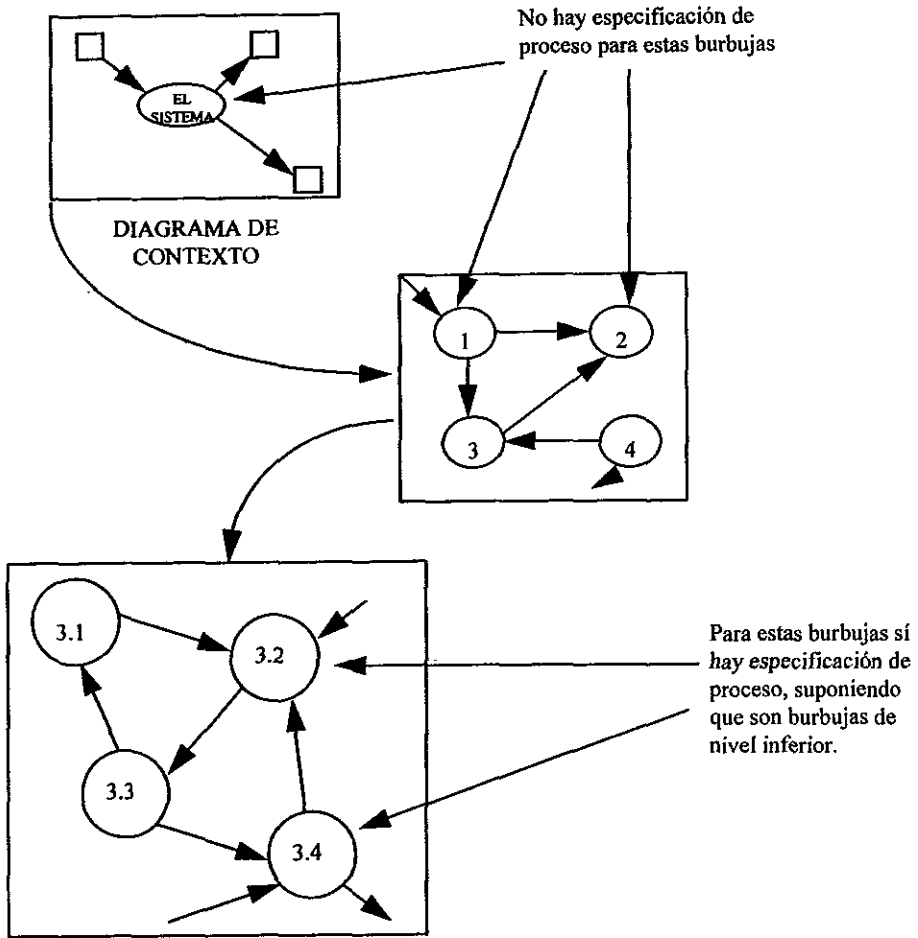 No hay especificación de
proceso para estas burbujas
EL
SISTEMA
DIAGRAMA DE
CONTEXTO
1
2
3
4
3.1
3.2
3.3
3.4
Para estas burbujas sí
hay especificación de
proceso, suponiendo
que son burbujas de
nivel inferior.